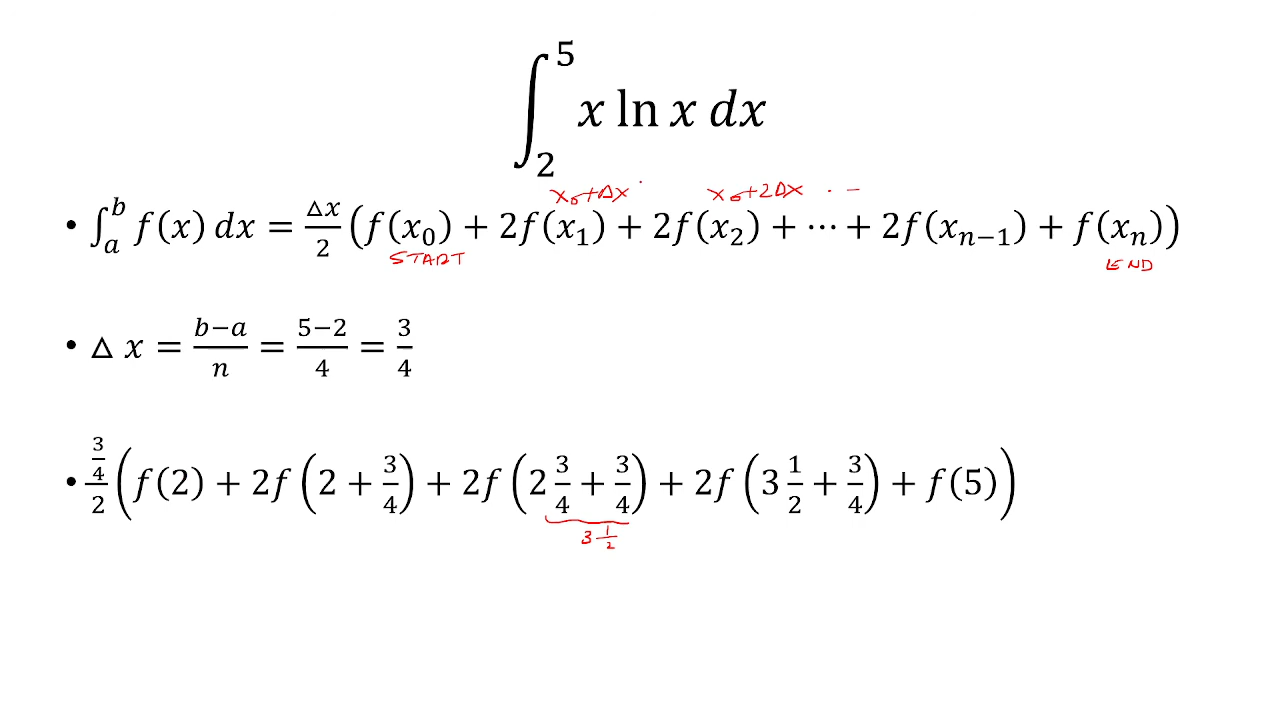 ∫₂⁵ x ln x dx
x₀+Δx x₀+2Δx · –
• ∫ₐᵇ f(x) dx = △x/2 (f(x₀) + 2f(x₁) + 2f(x₂) + ⋯ + 2f(xₙ₋₁) + f(xₙ))
START END
• △ x = b−a/n = 5−2/4 = 3/4
• 3/4/2 (f(2) + 2f(2 + 3/4) + 2f(2 3/4 + 3/4) + 2f(3 1/2 + 3/4) + f(5))
3 1/2